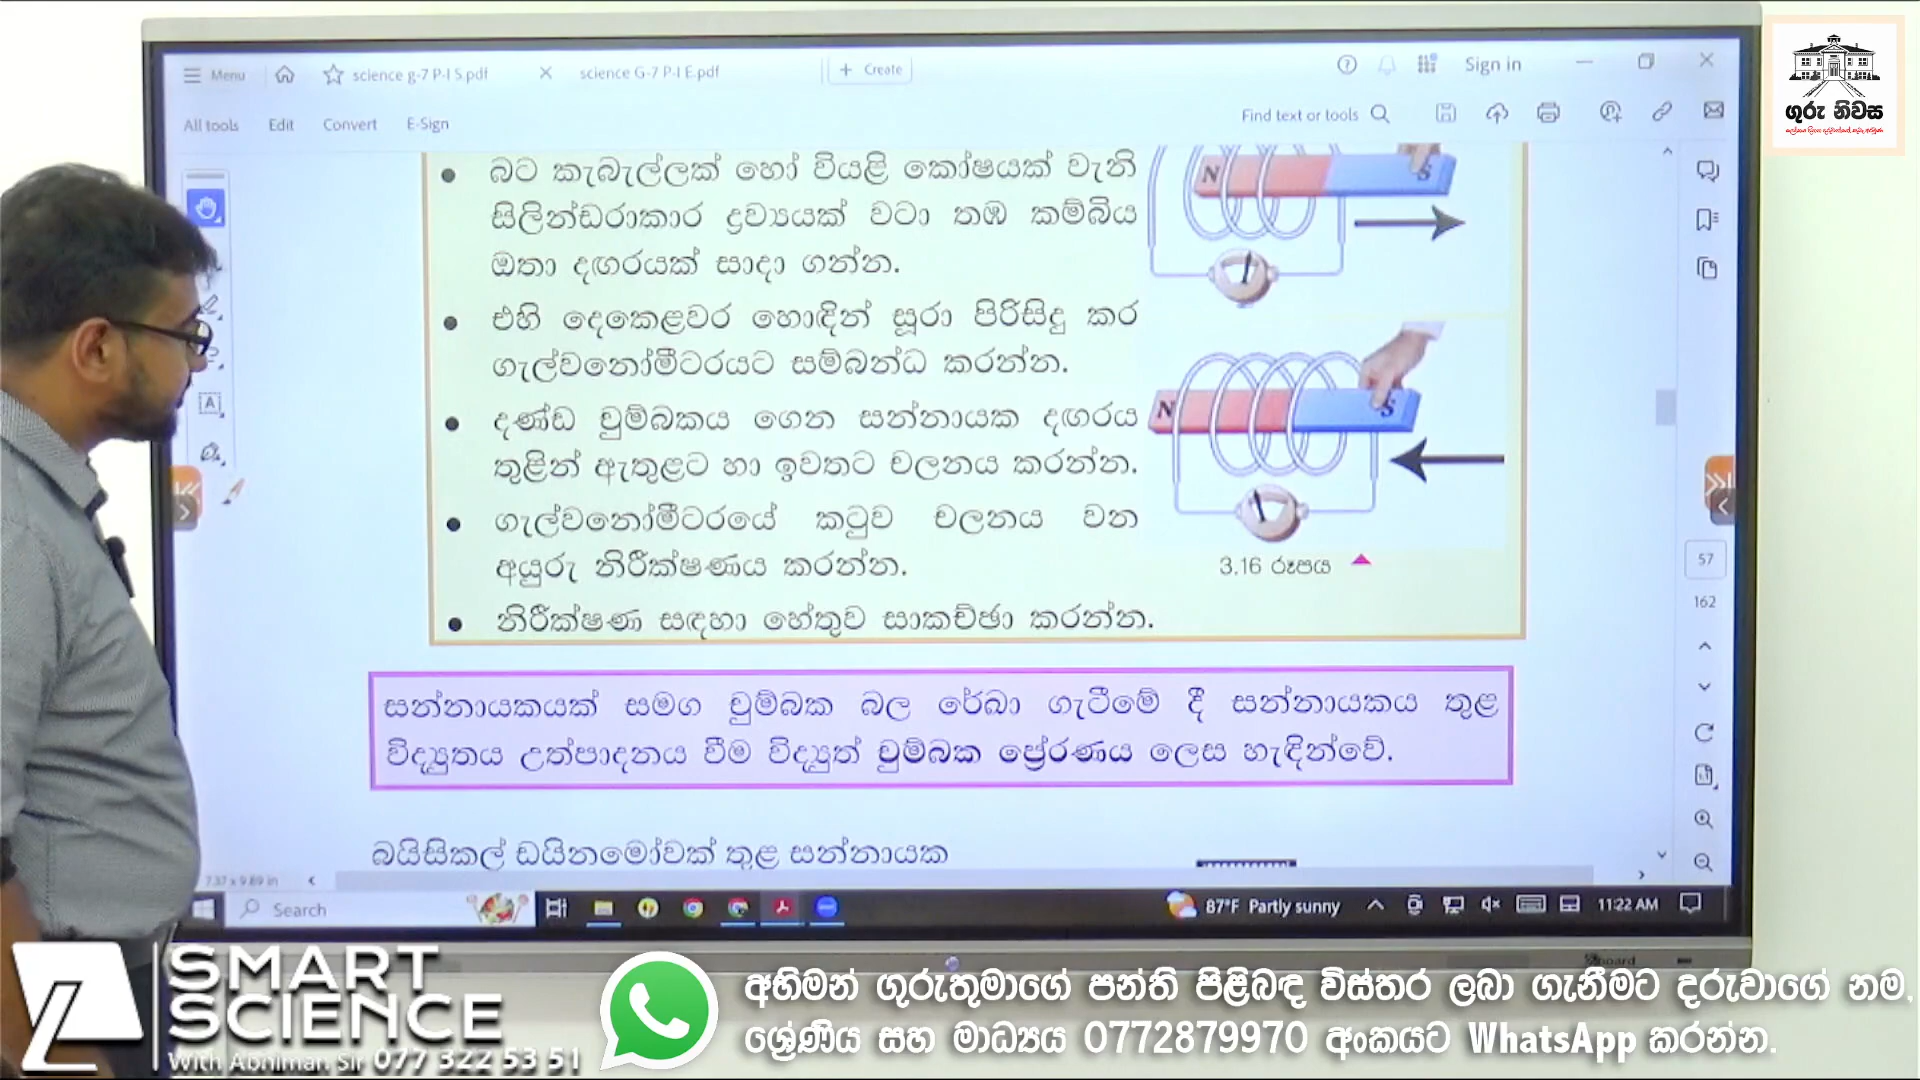 Menu
science g-7 P-I S.pdf
science G-7 P-I E.pdf
+ Create
Sign in
All tools
Edit
Convert
E-Sign
Find text or tools
ගුරු නිවස
බට කැබැල්ලක් හෝ වියළි කෝෂයක් වැනි
සිලින්ඩරාකාර ද්‍රව්‍යයක් වටා තඹ කම්බිය
ඔතා දඟරයක් සාදා ගන්න.
එහි දෙකෙළවර හොඳින් සූරා පිරිසිදු කර
ගැල්වනෝමීටරයට සම්බන්ධ කරන්න.
දණ්ඩ චුම්බකය ගෙන සන්නායක දඟරය
තුළින් ඇතුළට හා ඉවතට චලනය කරන්න.
ගැල්වනෝමීටරයේ කටුව චලනය වන
අයුරු නිරීක්ෂණය කරන්න.
නිරීක්ෂණ සඳහා හේතුව සාකච්ඡා කරන්න.
N
S
N
S
3.16 රූපය
සන්නායකයක් සමග චුම්බක බල රේඛා ගැටීමේ දී සන්නායකය තුළ
විද්‍යුතය උත්පාදනය වීම විද්‍යුත් චුම්බක ප්‍රේරණය ලෙස හැඳින්වේ.
බයිසිකල් ඩයිනමෝවක් තුළ සන්නායක
57
162
7.37 x 9.89 in
Search
87°F Partly sunny
11:22 AM
SMART
SCIENCE
With Abhiman Sir 077 322 53 51
අභිමන් ගුරුතුමාගේ පන්ති පිළිබඳ විස්තර ලබා ගැනීමට දරුවාගේ නම,
ශ්‍රේණිය සහ මාධ්‍යය 0772879970 අංකයට WhatsApp කරන්න.